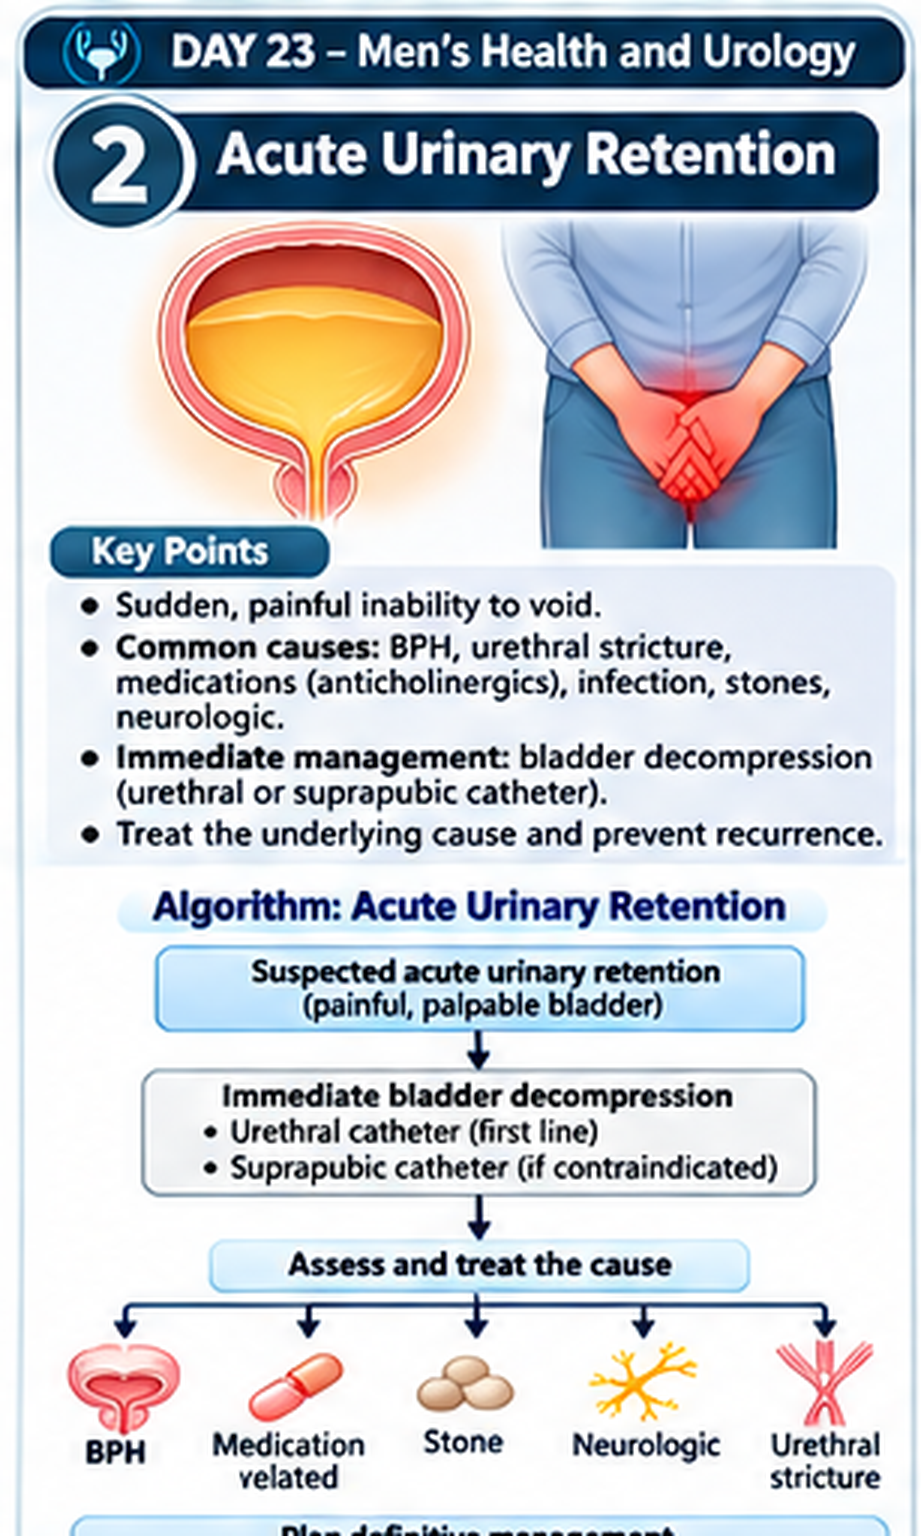 DAY 23 – Men's Health and Urology
2
Acute Urinary Retention
Key Points
• Sudden, painful inability to void.
• Common causes: BPH, urethral stricture,
medications (anticholinergics), infection, stones,
neurologic.
• Immediate management: bladder decompression
(urethral or suprapubic catheter).
• Treat the underlying cause and prevent recurrence.
Algorithm: Acute Urinary Retention
Suspected acute urinary retention
(painful, palpable bladder)
Immediate bladder decompression
• Urethral catheter (first line)
• Suprapubic catheter (if contraindicated)
Assess and treat the cause
BPH
Medication
velated
Stone
Neurologic
Urethral
stricture
Plan definitive management